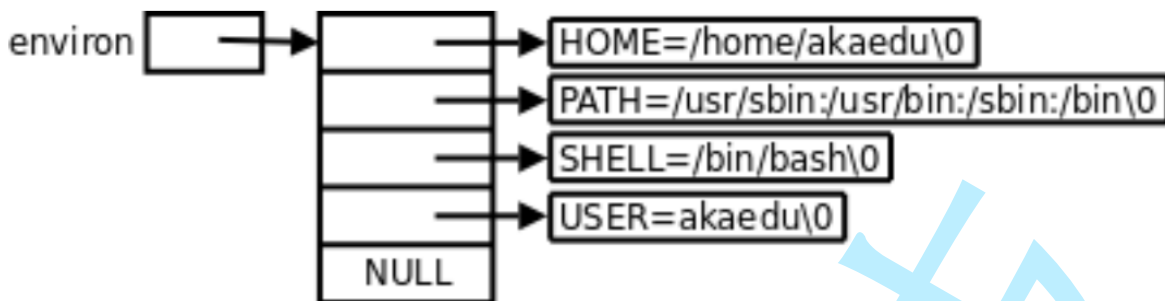 environ
HOME=/home/akaedu\0
PATH=/usr/sbin:/usr/bin:/sbin:/bin\0
SHELL=/bin/bash\0
USER=akaedu\0
NULL